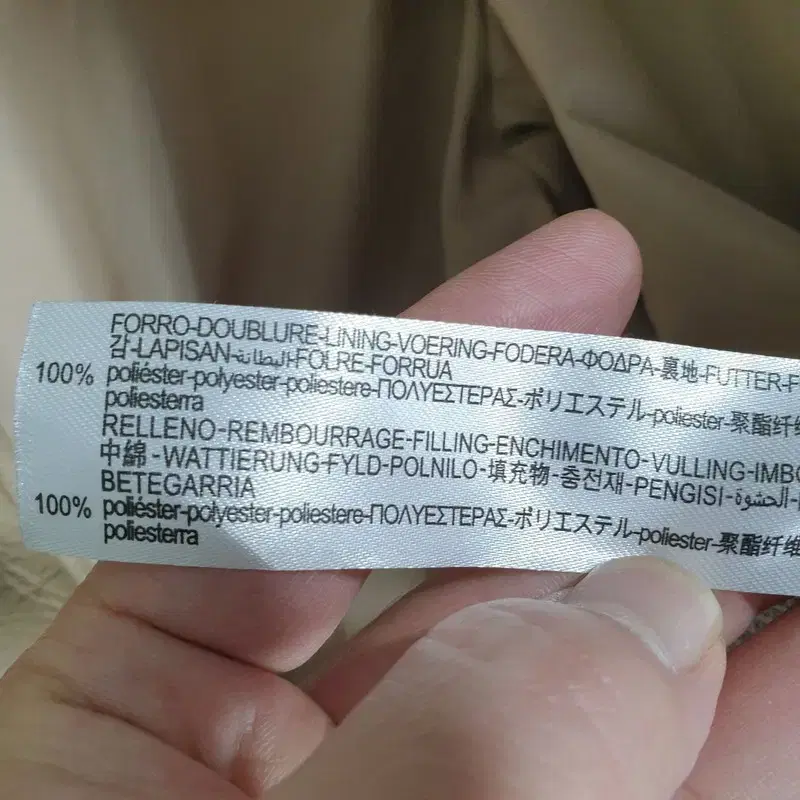 FORRO-DOUBLURE-LINING-VOERING-FODERA-ΦΟΔΡΑ-裏地-FUTTER-F
감-LAPISAN-البطانة-FOLRE-FORRUA
100% poliéster-polyester-poliestere-ΠΟΛΥΕΣΤΕΡΑΣ-ポリエステル-poliester-聚酯纤维
poliesterra
RELLENO-REMBOURRAGE-FILLING-ENCHIMENTO-VULLING-IMBO
中綿-WATTIERUNG-FYLD-POLNILO-填充物-충전재-PENGISI-الحشوة-
BETEGARRIA
100% poliéster-polyester-poliestere-ΠΟΛΥΕΣΤΕΡΑΣ-ポリエステル-poliester-聚酯纤维
poliesterra